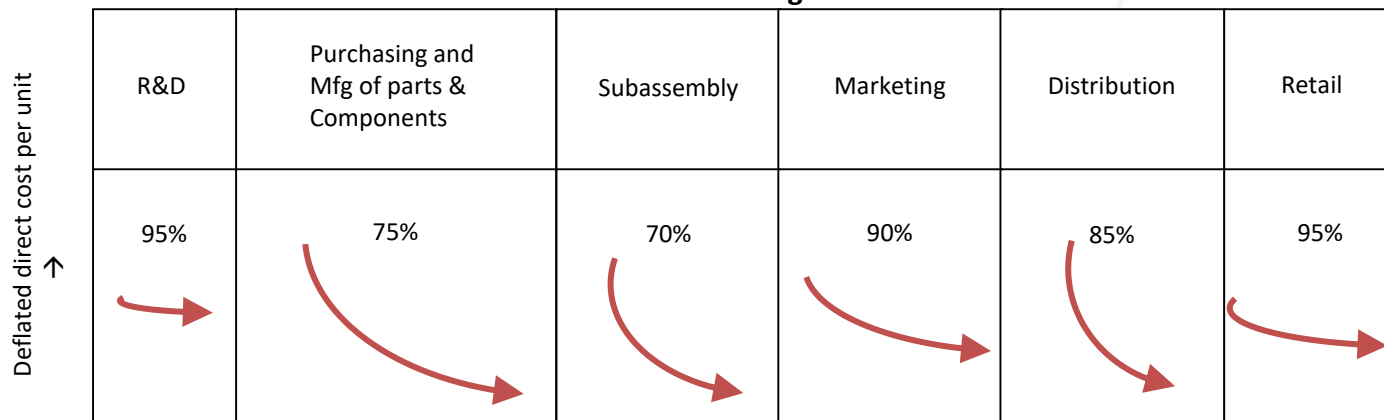 Deflated direct cost per unit
→
R&D
Purchasing and
Mfg of parts &
Components
Subassembly
Marketing
Distribution
Retail
95%
75%
70%
90%
85%
95%